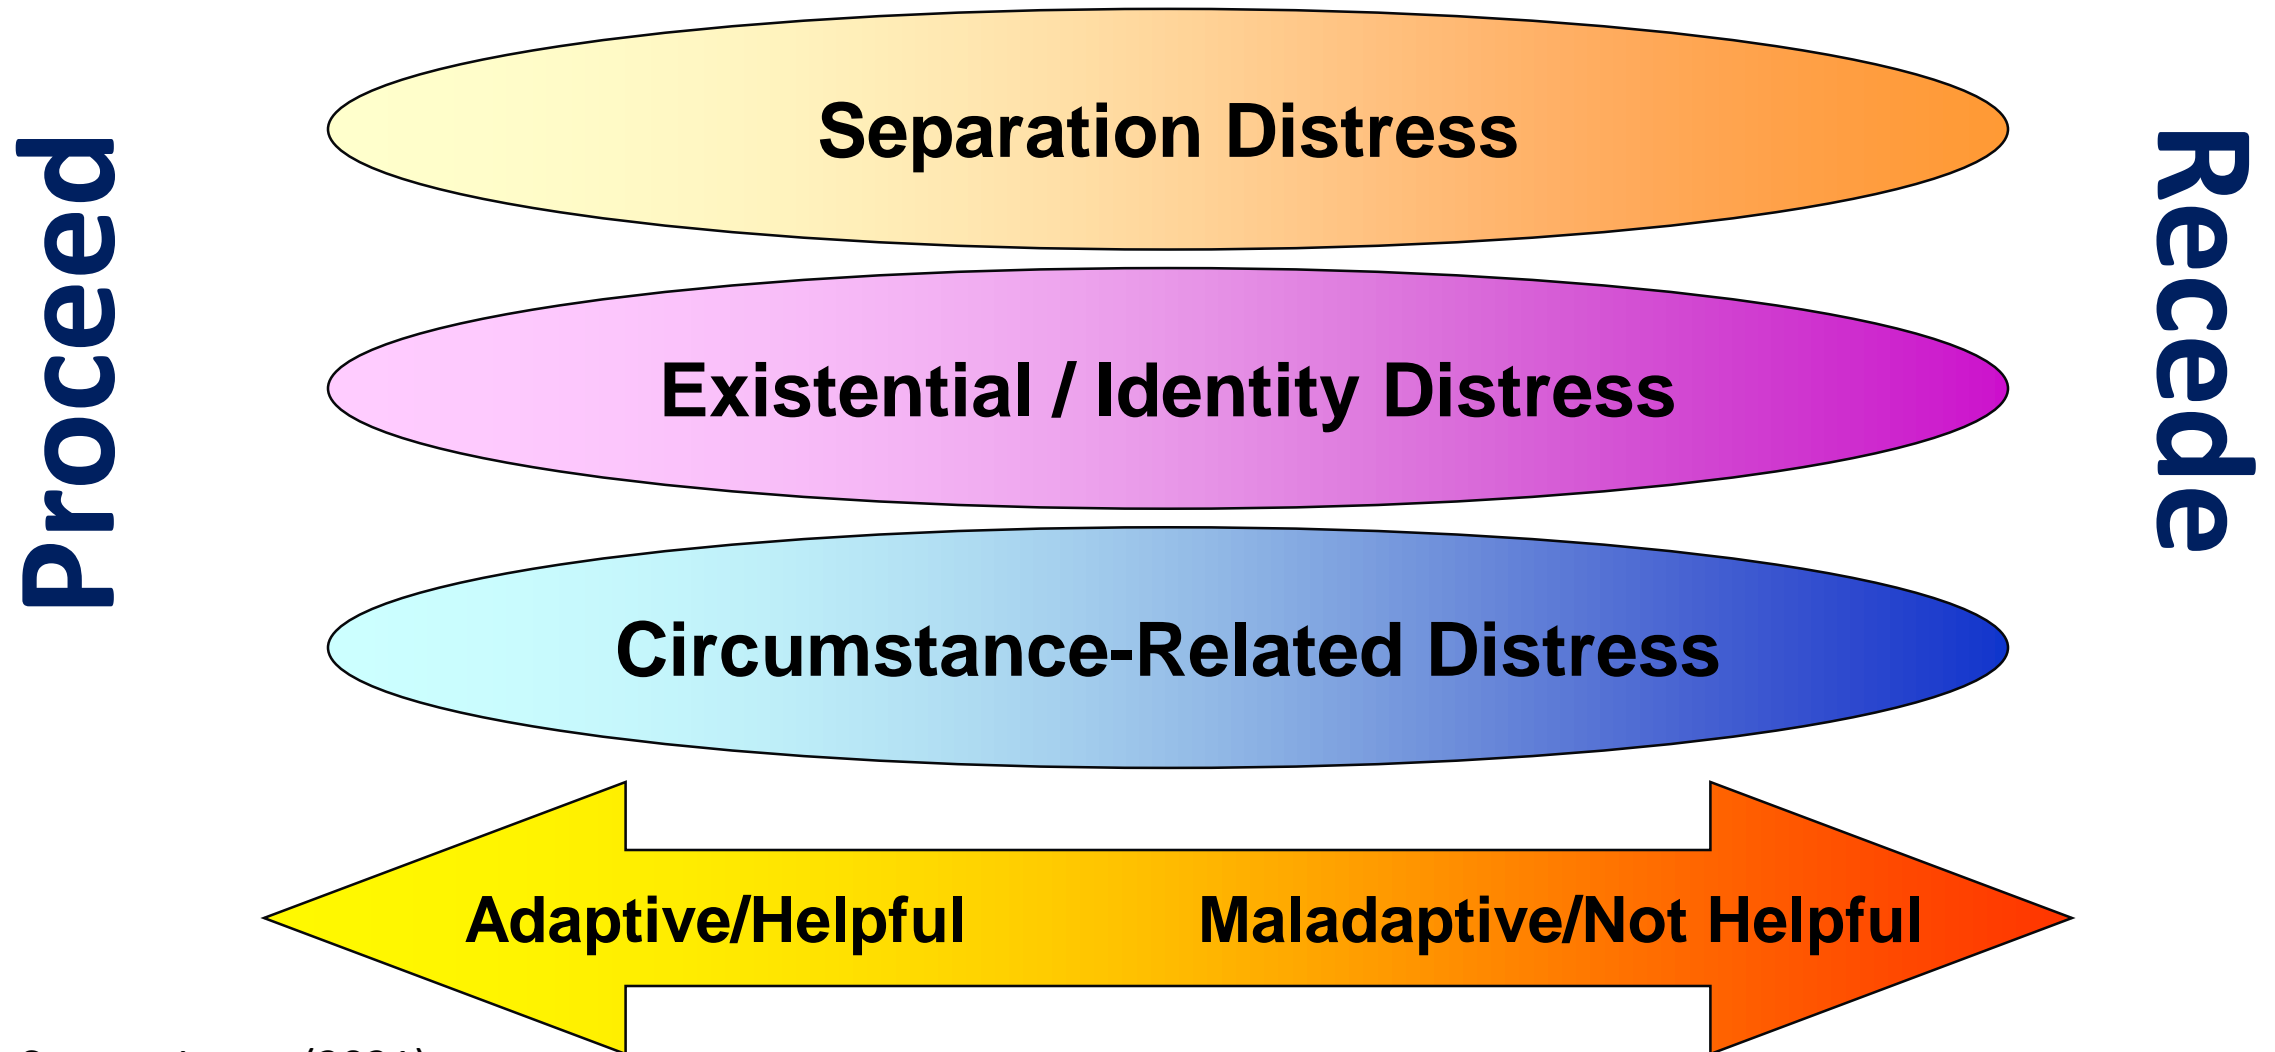 Proceed
Separation Distress
Existential / Identity Distress
Circumstance-Related Distress
Recede
Adaptive/Helpful Maladaptive/Not Helpful